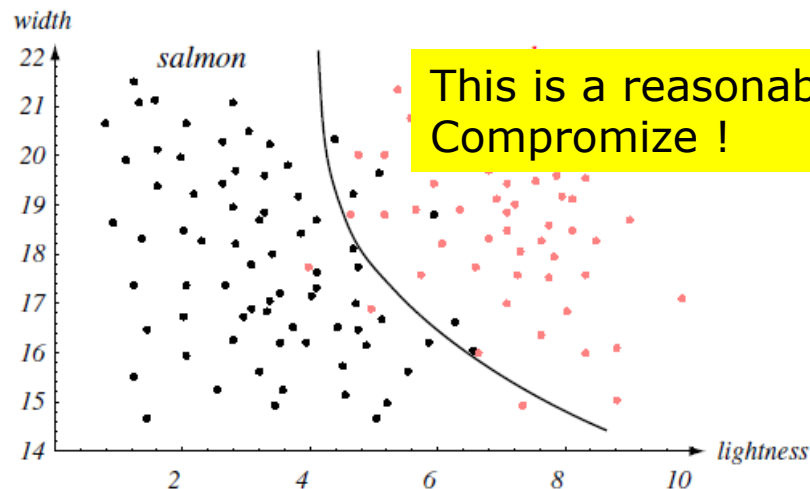 width
salmon
This is a reasonab
Compromize !
22
21
20
19
18
17
16
15
14
2 4 6 8 10
lightness